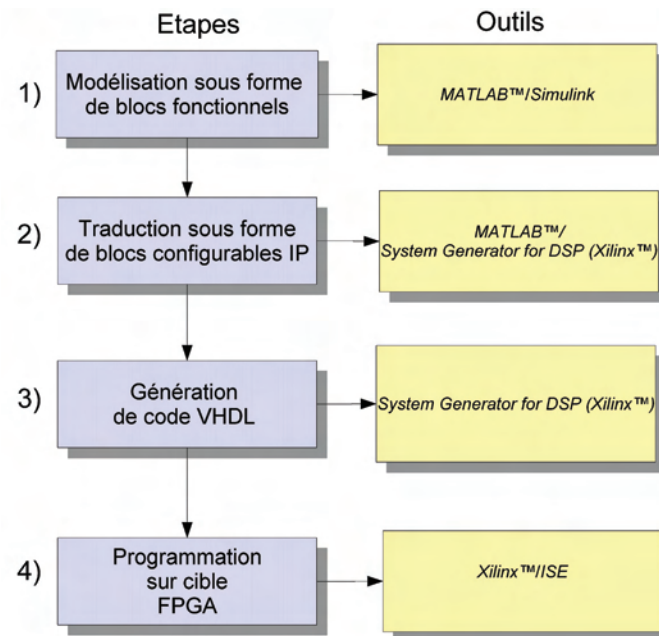 Etapes
Outils
1)
Modélisation sous forme
de blocs fonctionnels
MATLAB™/Simulink
2)
Traduction sous forme
de blocs configurables IP
MATLAB™/
System Generator for DSP (Xilinx™)
3)
Génération
de code VHDL
System Generator for DSP (Xilinx™)
4)
Programmation
sur cible
FPGA
Xilinx™/ISE